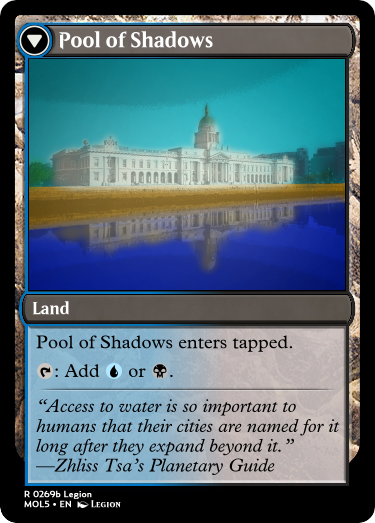 Pool of Shadows
Land
Pool of Shadows enters tapped.
: Add or .
“Access to water is so important to
humans that their cities are named for it
long after they expand beyond it.”
—Zhliss Tsa’s Planetary Guide
R 0269b Legion
MOL5 • EN Legion